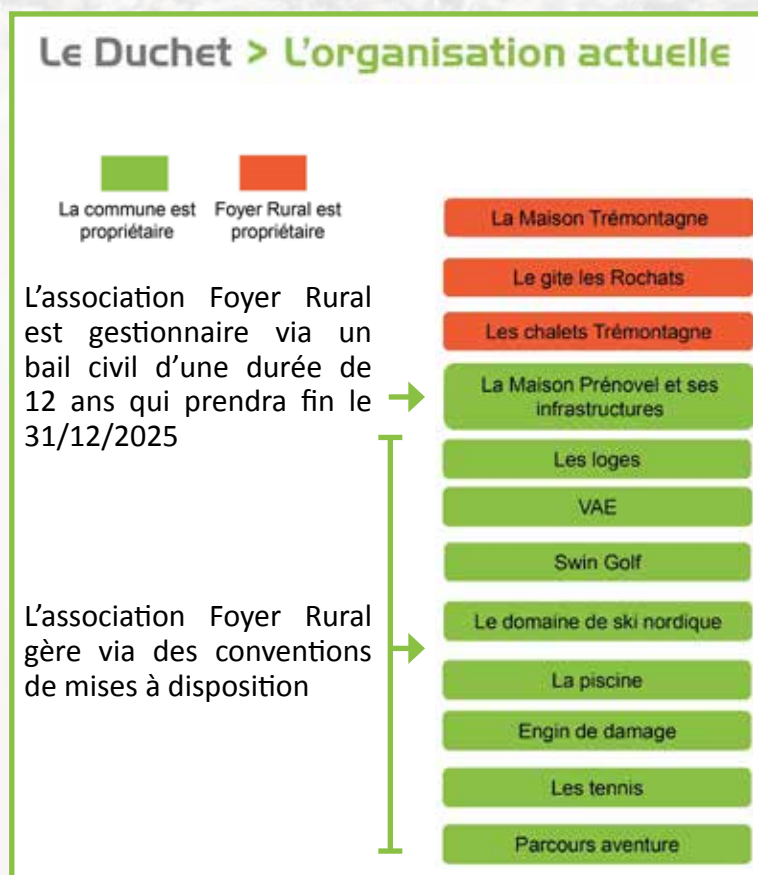 Le Duchet > L'organisation actuelle
La commune est
propriétaire
Foyer Rural est
propriétaire
L'association Foyer Rural
est gestionnaire via un
bail civil d'une durée de
12 ans qui prendra fin le
31/12/2025
L'association Foyer Rural
gère via des conventions
de mises à disposition
La Maison Trémontagne
Le gite les Rochats
Les chalets Trémontagne
La Maison Prénovel et ses
infrastructures
Les loges
VAE
Swin Golf
Le domaine de ski nordique
La piscine
Engin de damage
Les tennis
Parcours aventure